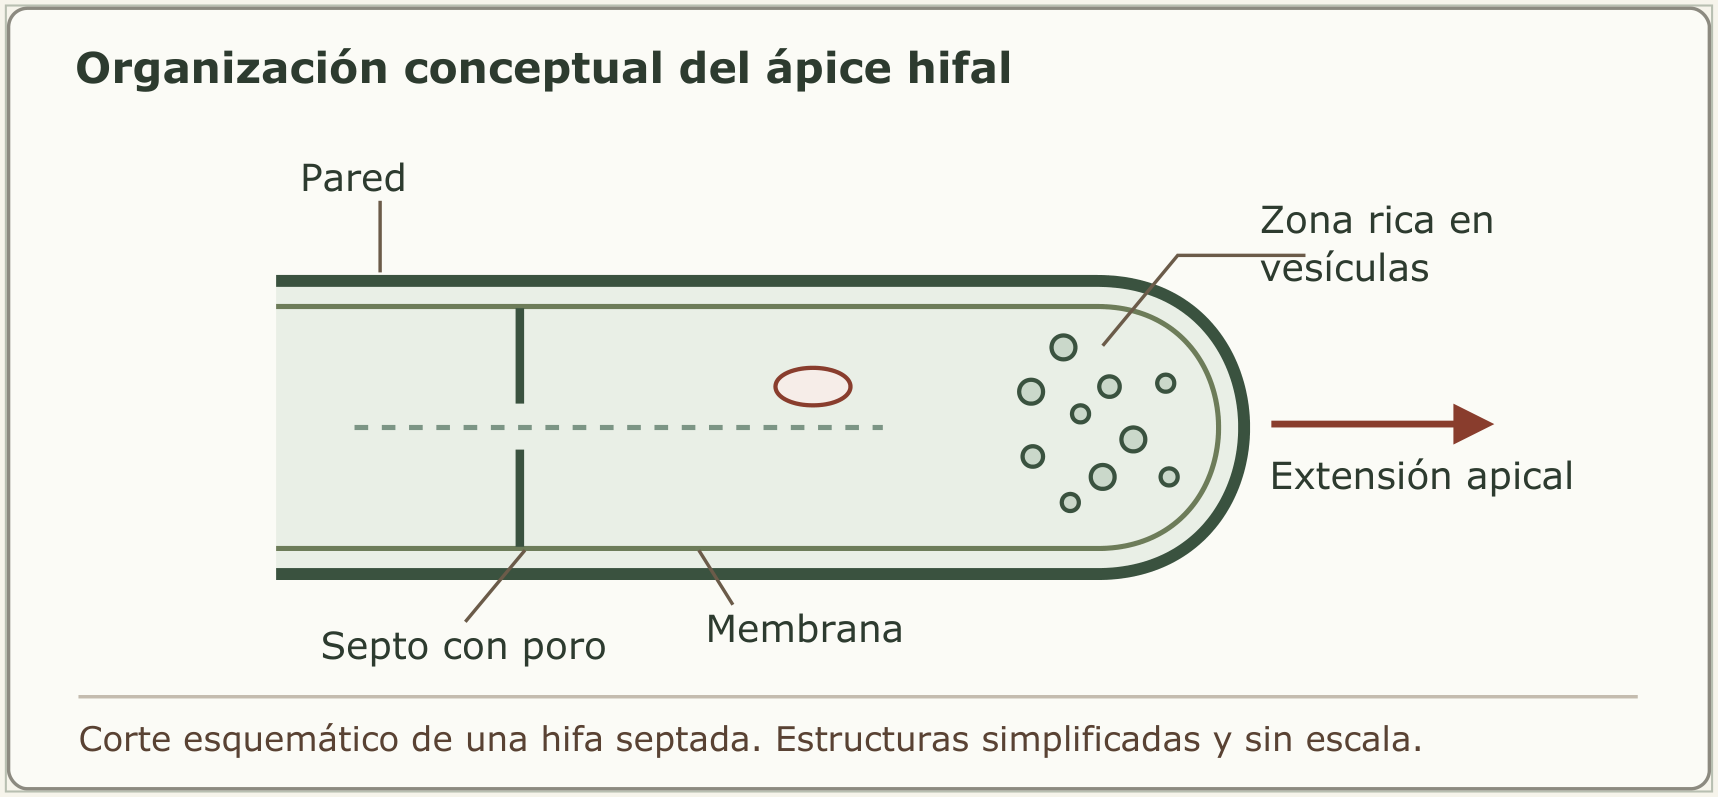 Organización conceptual del ápice hifal
Pared
Zona rica en
vesículas
Extensión apical
Septo con poro
Membrana
Corte esquemático de una hifa septada. Estructuras simplificadas y sin escala.